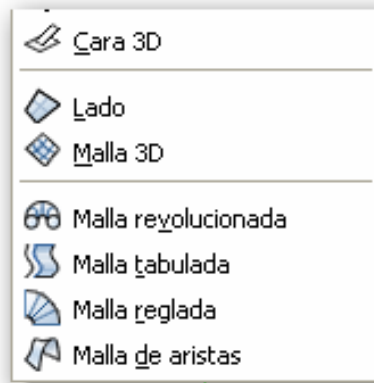 Cara 3D
Lado
Malla 3D
Malla revolucionada
Malla tabulada
Malla reglada
Malla de aristas